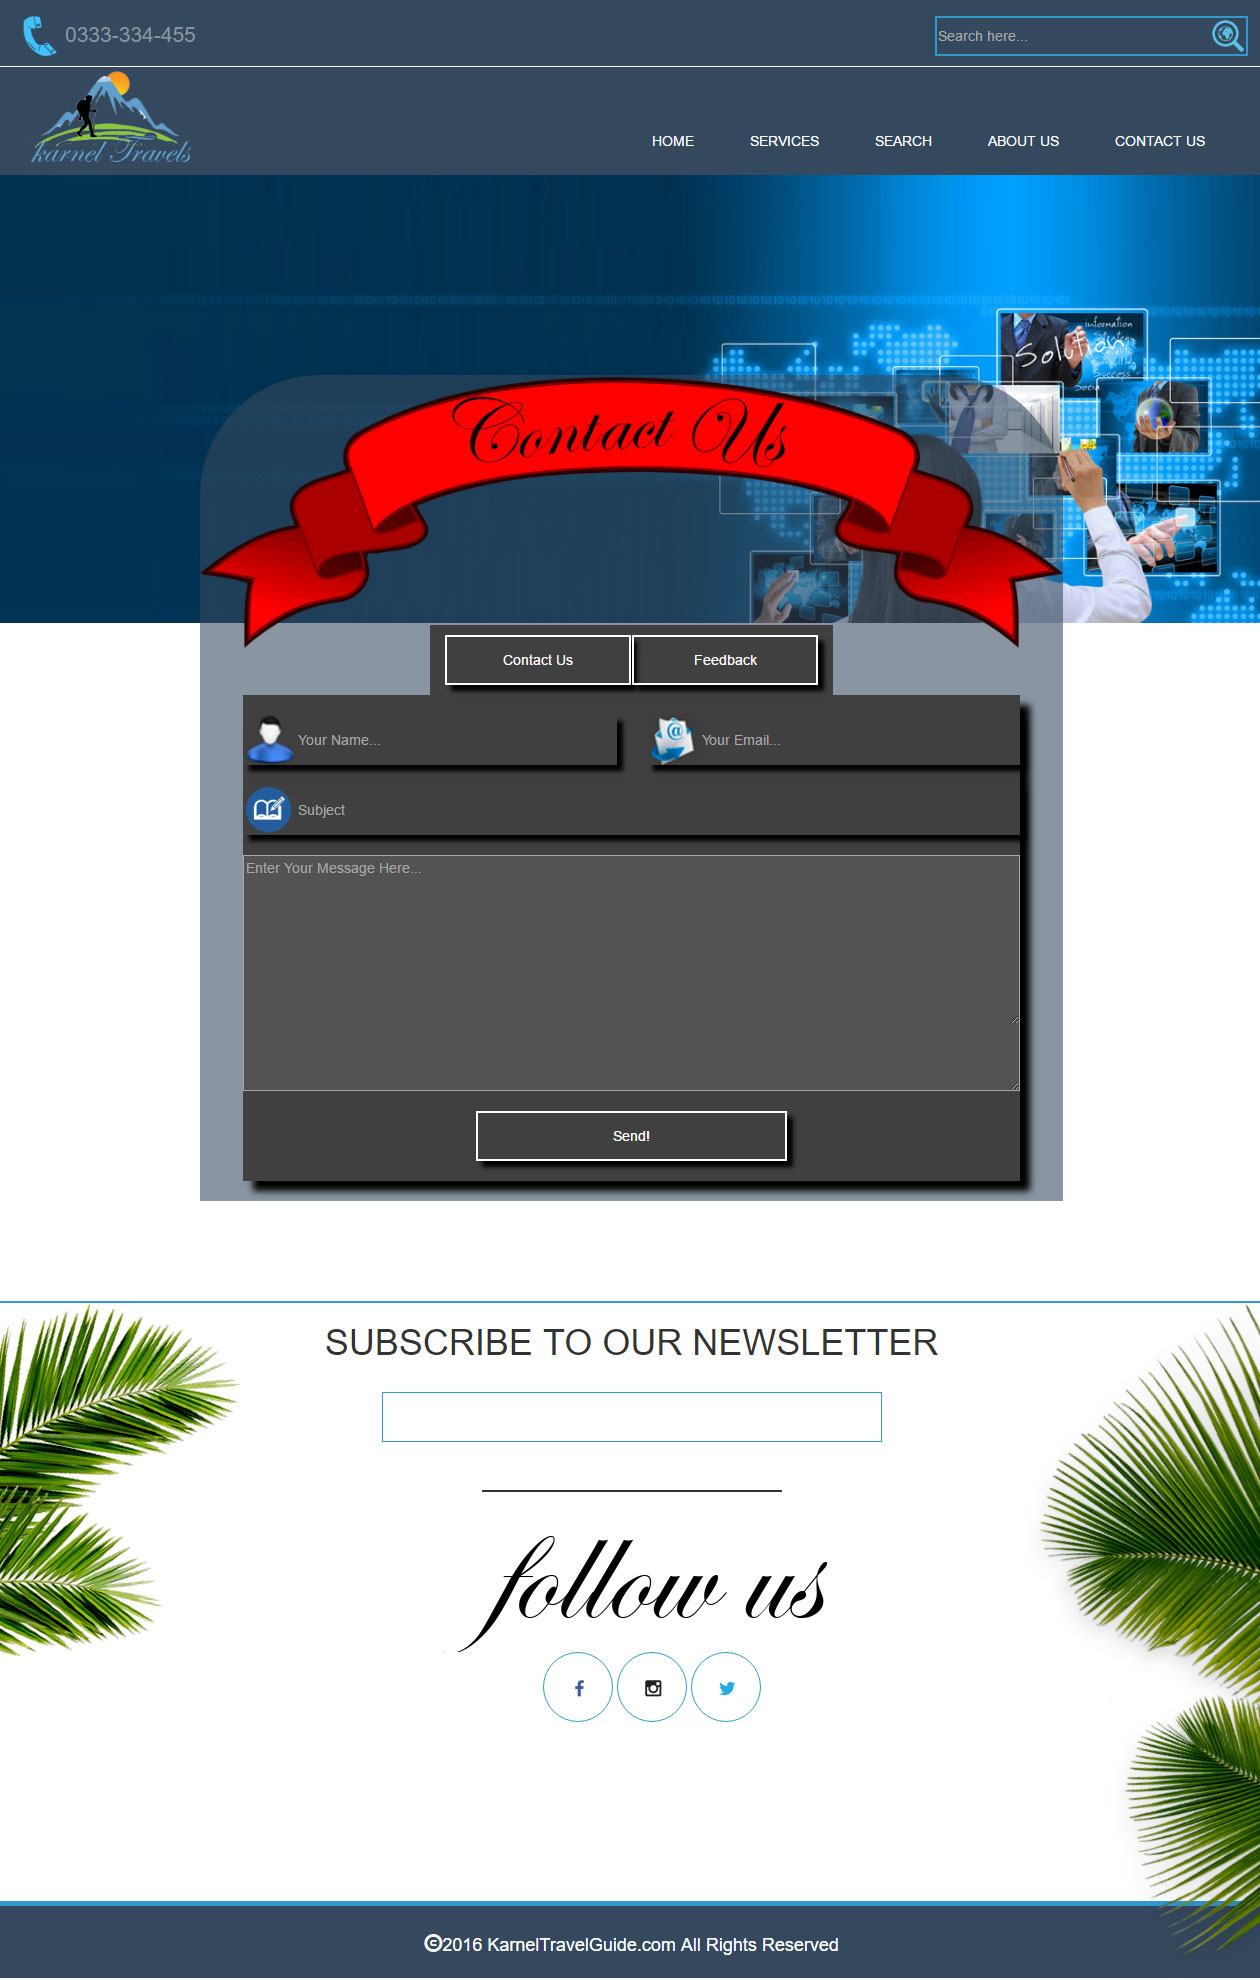 0333-334-455
Search here...
karnel Travels
HOME SERVICES SEARCH ABOUT US CONTACT US
information
Solution
Success
Contact Us
Contact Us Feedback
Your Name... Your Email...
Subject
Enter Your Message Here...
Send!
SUBSCRIBE TO OUR NEWSLETTER
follow us
©2016 KarnelTravelGuide.com All Rights Reserved